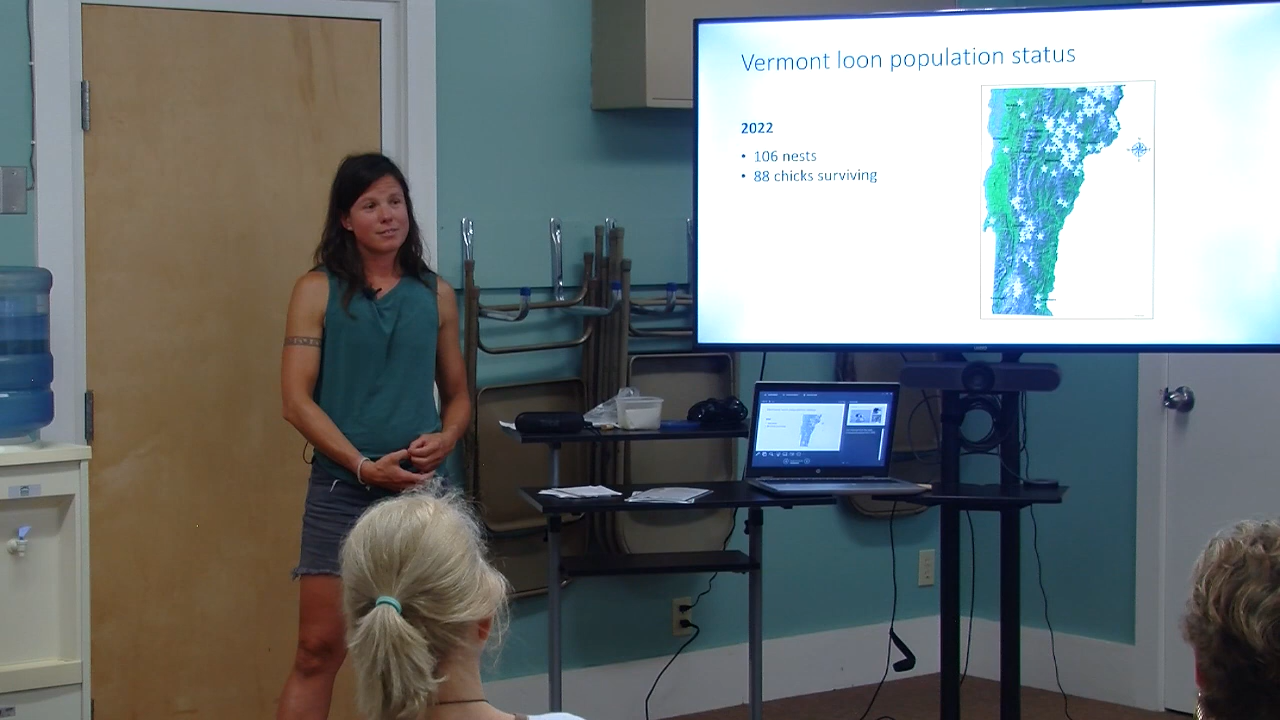 Vermont loon population status
2022
• 106 nests
• 88 chicks surviving